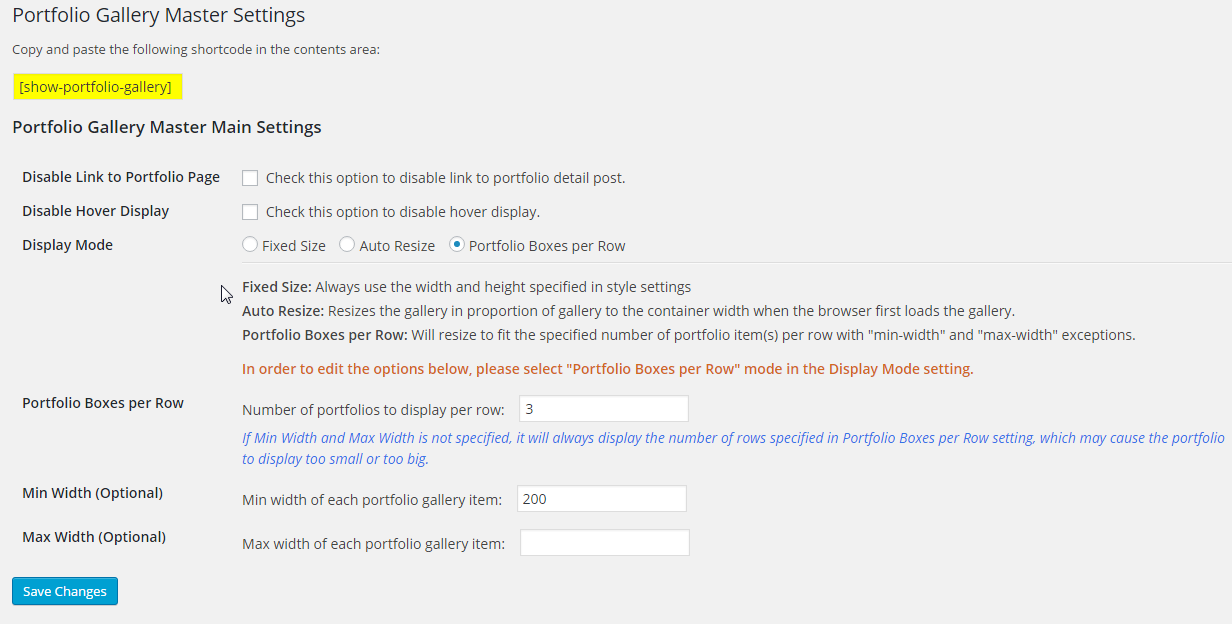 Portfolio Gallery Master Settings
Copy and paste the following shortcode in the contents area:
[show-portfolio-gallery]
Portfolio Gallery Master Main Settings
Disable Link to Portfolio Page Check this option to disable link to portfolio detail post.
Disable Hover Display Check this option to disable hover display.
Display Mode Fixed Size Auto Resize Portfolio Boxes per Row
Fixed Size: Always use the width and height specified in style settings
Auto Resize: Resizes the gallery in proportion of gallery to the container width when the browser first loads the gallery.
Portfolio Boxes per Row: Will resize to fit the specified number of portfolio item(s) per row with "min-width" and "max-width" exceptions.
In order to edit the options below, please select "Portfolio Boxes per Row" mode in the Display Mode setting.
Portfolio Boxes per Row Number of portfolios to display per row: 3
If Min Width and Max Width is not specified, it will always display the number of rows specified in Portfolio Boxes per Row setting, which may cause the portfolio
to display too small or too big.
Min Width (Optional) Min width of each portfolio gallery item: 200
Max Width (Optional) Max width of each portfolio gallery item:
Save Changes